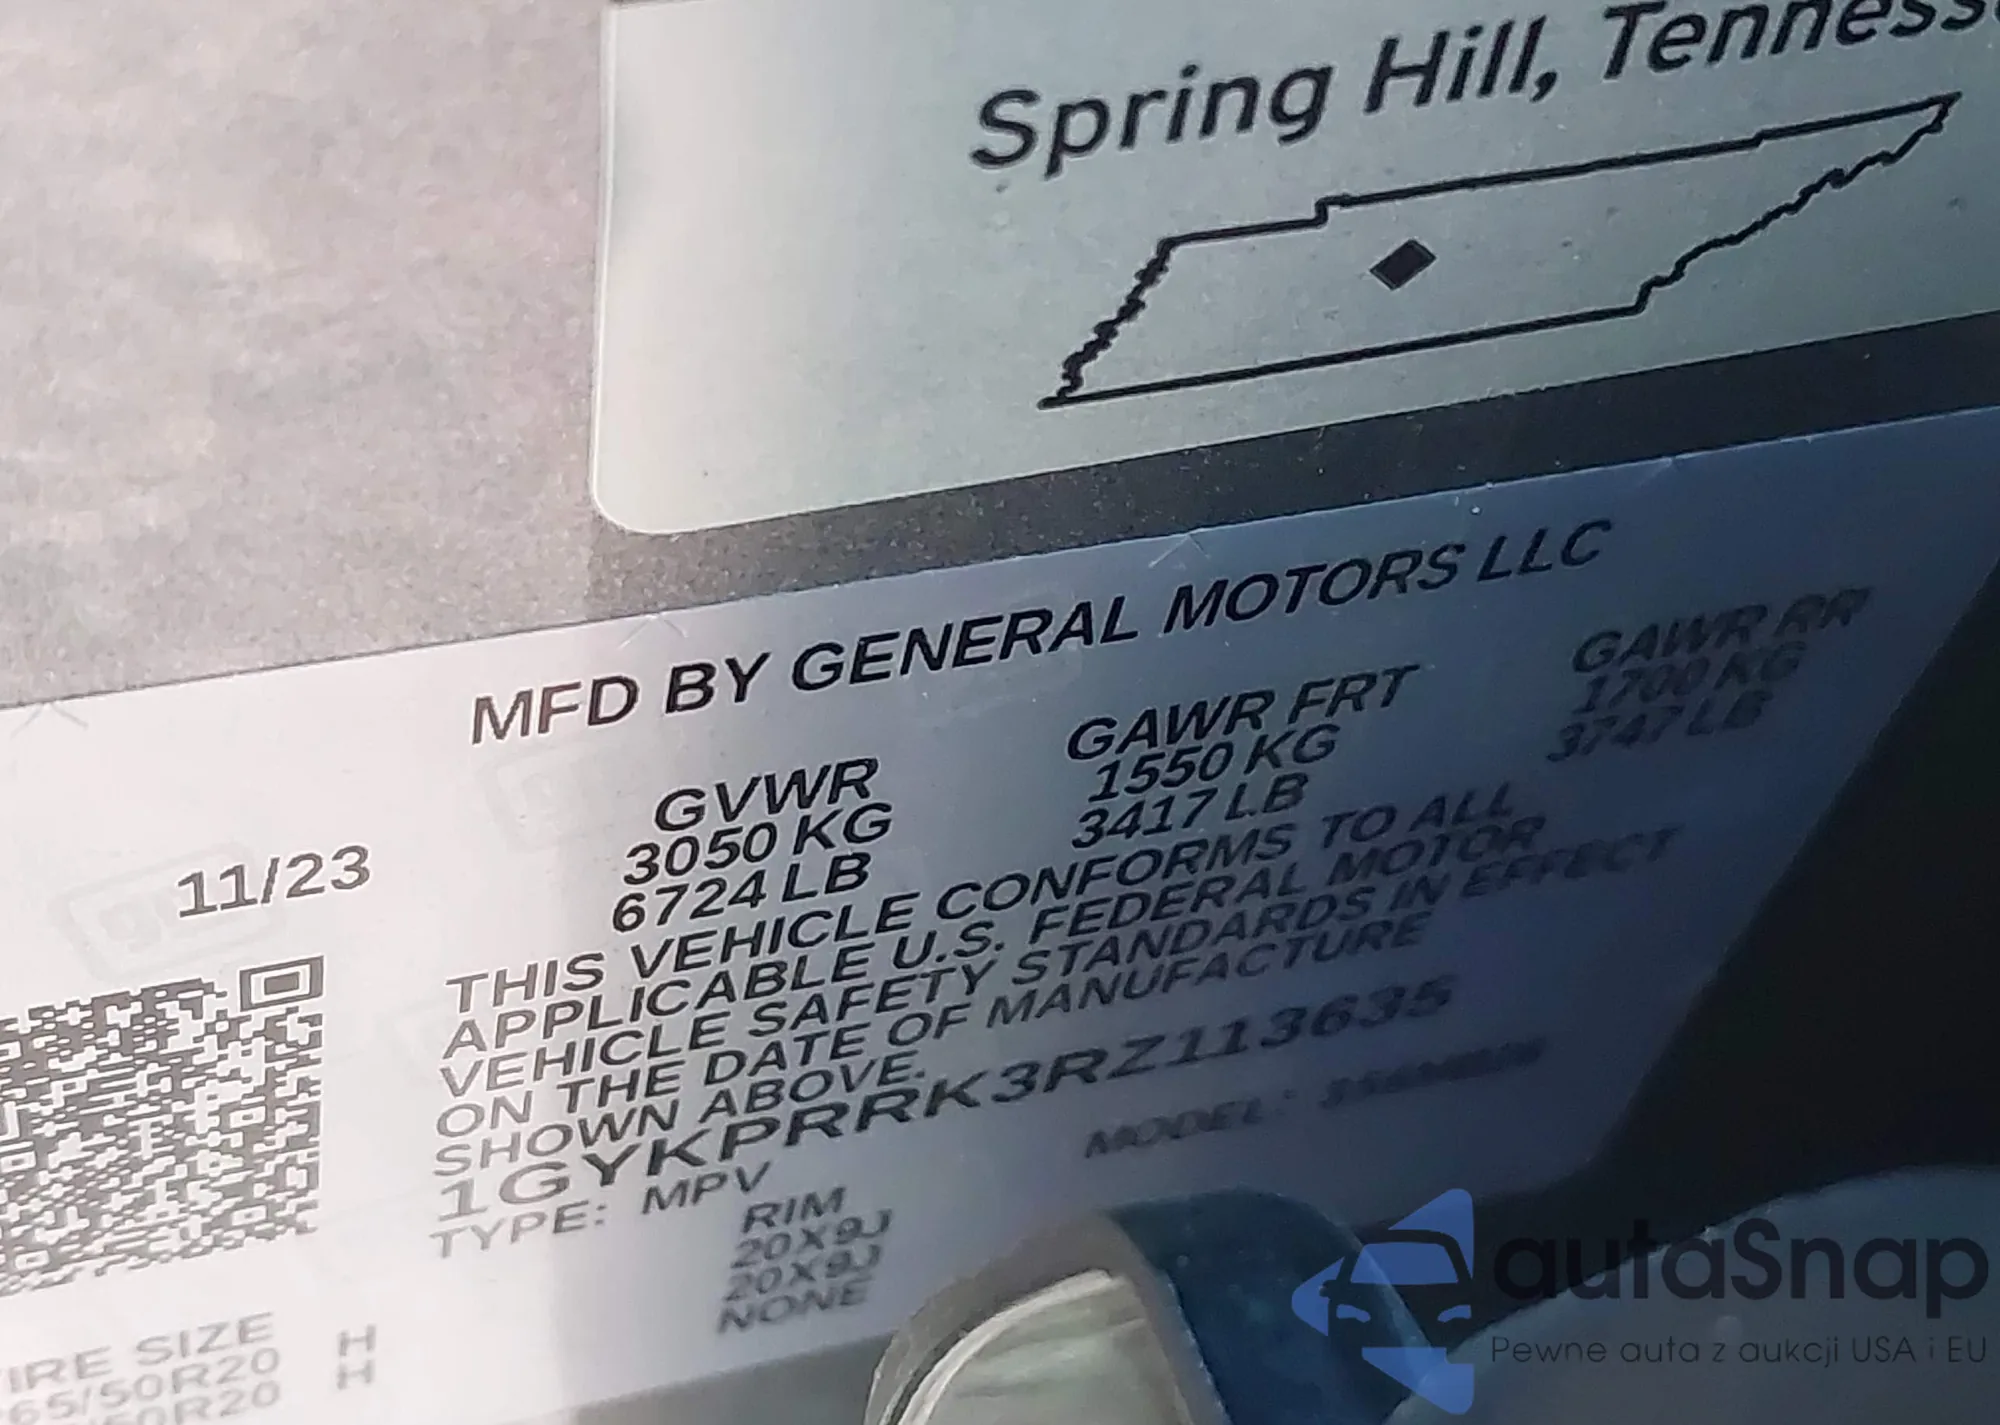 Spring Hill, Tenness
MFD BY GENERAL MOTORS LLC
11/23
GVWR
3050 KG
6724 LB
GAWR FRT
1550 KG
3417 LB
GAWR RR
1700 KG
3747 LB
THIS VEHICLE CONFORMS TO ALL
APPLICABLE U.S. FEDERAL MOTOR
VEHICLE SAFETY STANDARDS IN EFFECT
ON THE DATE OF MANUFACTURE
SHOWN ABOVE.
1GYKPRRK3RZ113635
TYPE: MPV
MODEL:
RIM
20X9J
20X9J
NONE
IRE SIZE
65/50R20 H
/50R20 H
autaSnap
Pewne auta z aukcji USA i EU